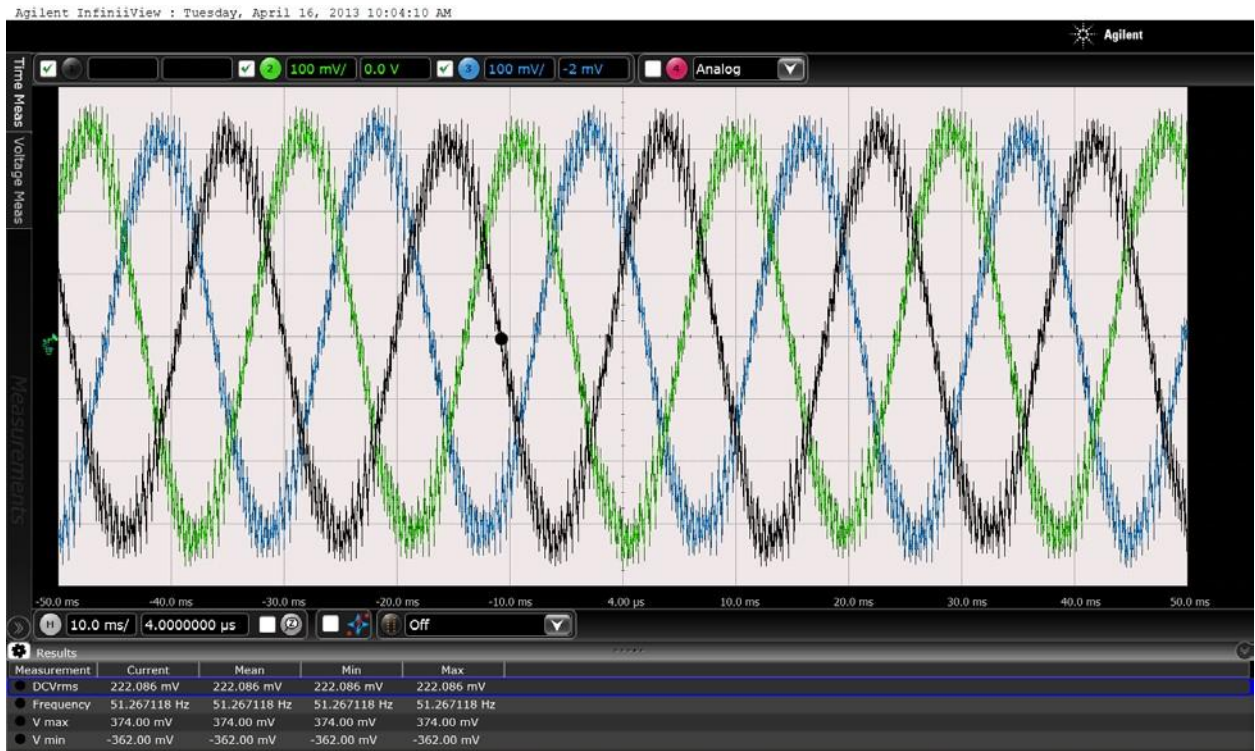 Agilent InfiniiView : Tuesday, April 16, 2013 10:04:10 AM
Agilent
Time Meas
Voltage Meas
Measurements
2 100 mV/ 0.0 V 3 100 mV/ -2 mV 4 Analog
-50.0 ms -40.0 ms -30.0 ms -20.0 ms -10.0 ms 4.00 µs 10.0 ms 20.0 ms 30.0 ms 40.0 ms 50.0 ms
H 10.0 ms/ 4.0000000 µs Z Off
Results
Measurement Current Mean Min Max
DCVrms 222.086 mV 222.086 mV 222.086 mV 222.086 mV
Frequency 51.267118 Hz 51.267118 Hz 51.267118 Hz 51.267118 Hz
V max 374.00 mV 374.00 mV 374.00 mV 374.00 mV
V min -362.00 mV -362.00 mV -362.00 mV -362.00 mV